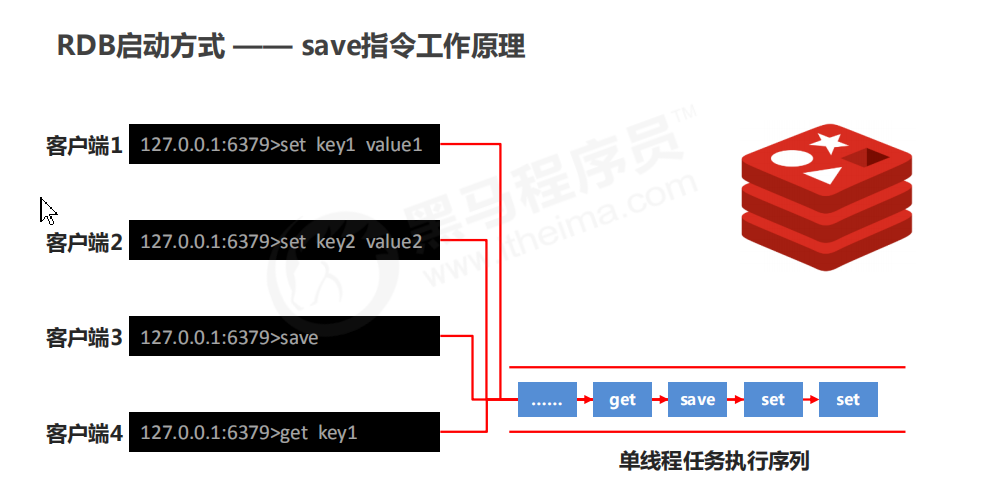 RDB启动方式 —— save指令工作原理
客户端1 127.0.0.1:6379>set key1 value1
客户端2 127.0.0.1:6379>set key2 value2
客户端3 127.0.0.1:6379>save
客户端4 127.0.0.1:6379>get key1
黑马程序员™
www.itheima.com
…… get save set set
单线程任务执行序列